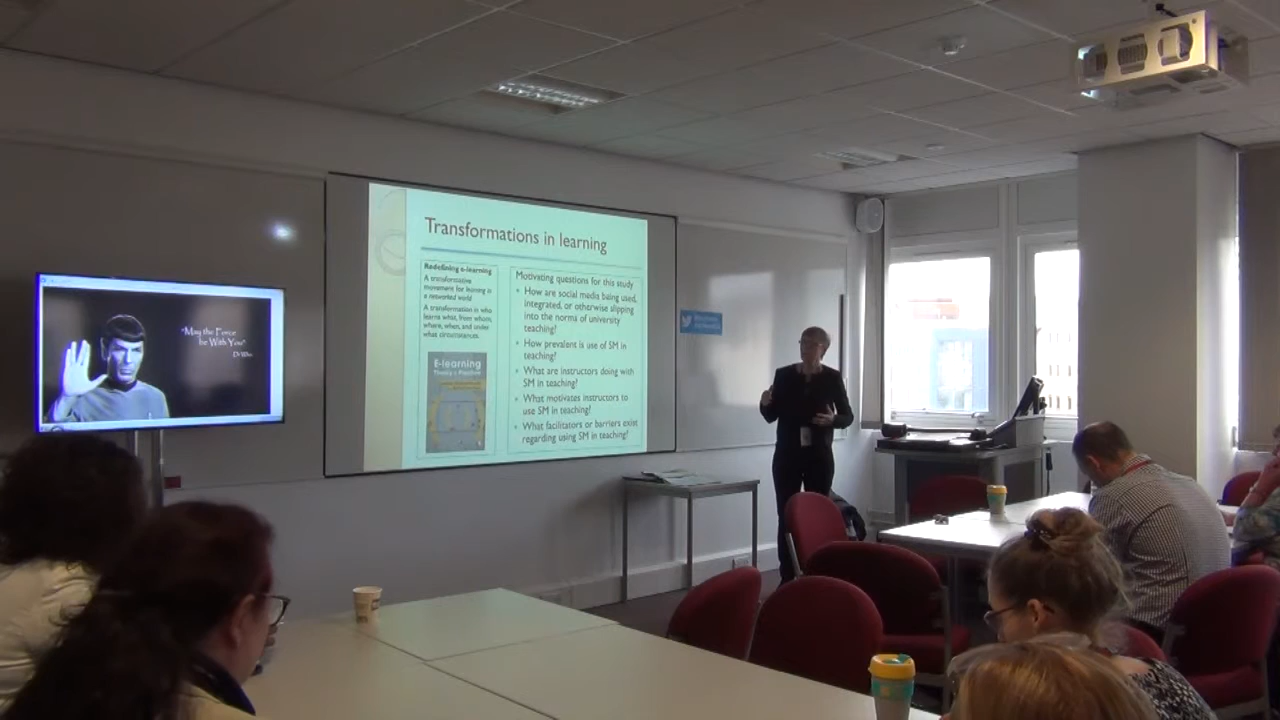 "May the Force
be With You"
Dr Who
Transformations in learning
Redefining e-learning
A transformative
movement for learning in
a networked world
A transformation in who
learns what, from whom,
where, when, and under
what circumstances.
E-learning
Theory & Practice
Motivating questions for this study
• How are social media being used,
integrated, or otherwise slipping
into the norms of university
teaching?
• How prevalent is use of SM in
teaching?
• What are instructors doing with
SM in teaching?
• What motivates instructors to
use SM in teaching?
• What facilitators or barriers exist
regarding using SM in teaching?